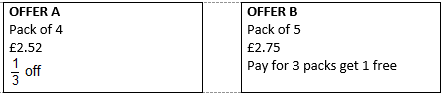 OFFER A
Pack of 4
£2.52
1/3 off
OFFER B
Pack of 5
£2.75
Pay for 3 packs get 1 free